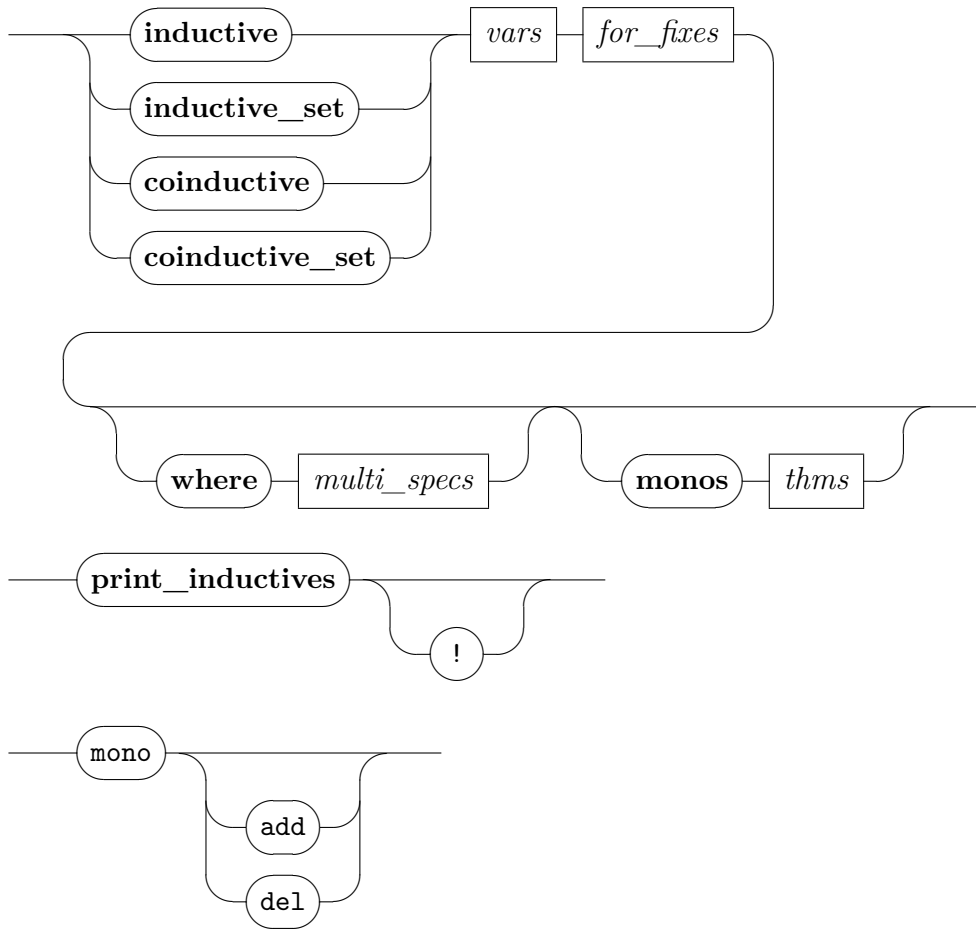 inductive vars for_fixes
inductive_set
coinductive
coinductive_set
where multi_specs monos thms
print_inductives
!
mono
add
del